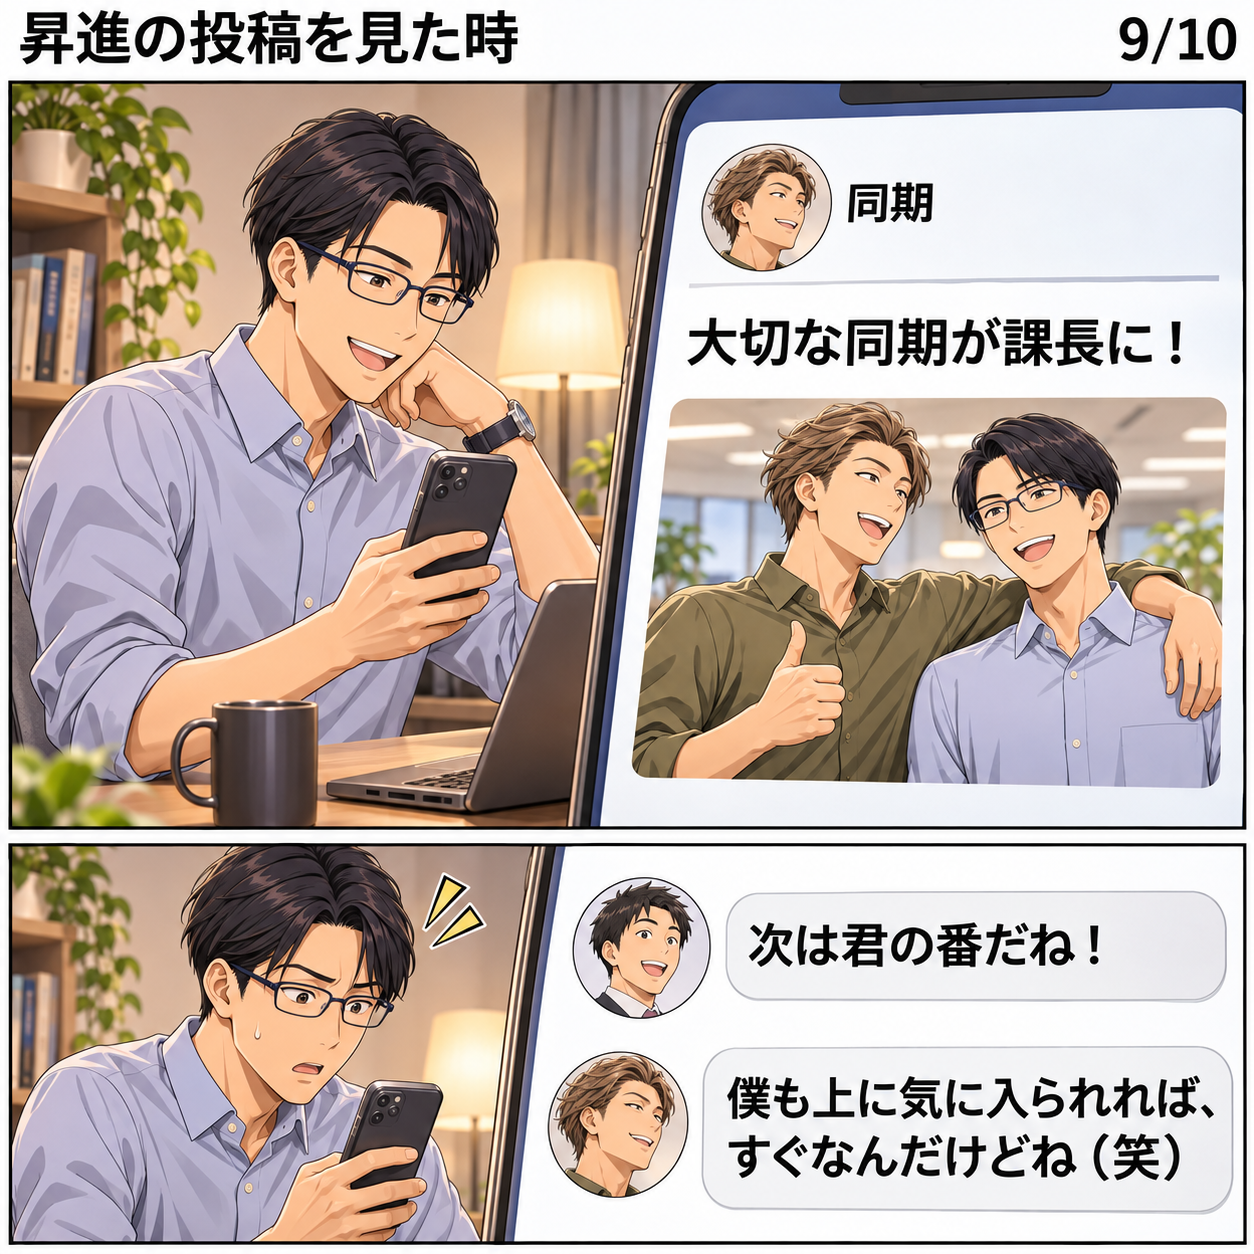 昇進の投稿を見た時
9/10
同期
大切な同期が課長に！
次は君の番だね！
僕も上に気に入られれば、
すぐなんだけどね（笑）